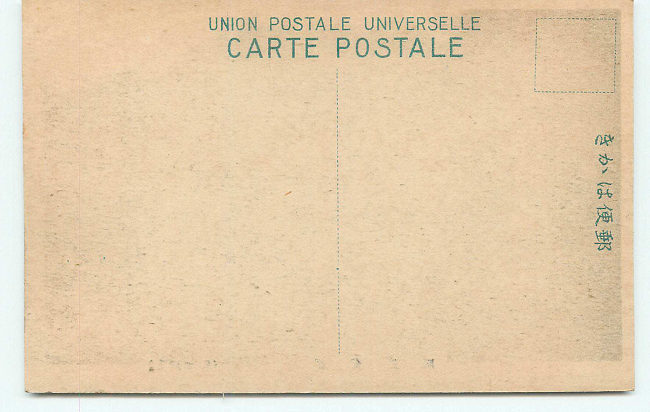 UNION POSTALE UNIVERSELLE
CARTE POSTALE
郵便はかき